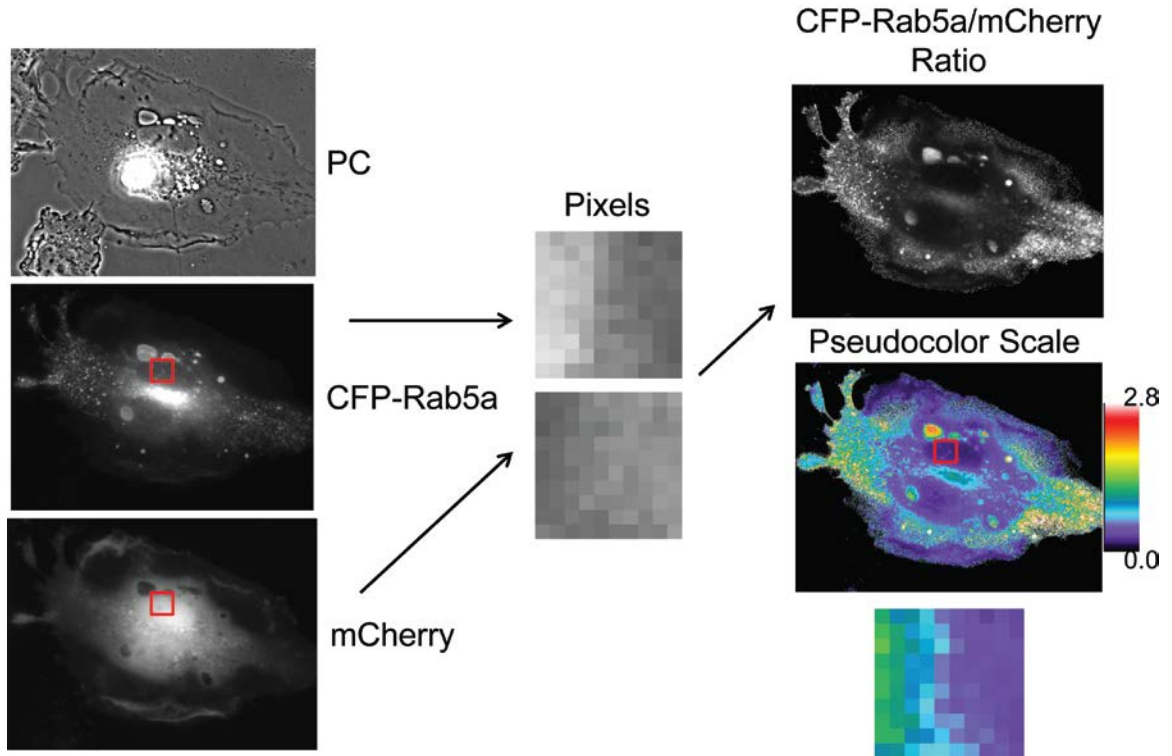 CFP-Rab5a/mCherry
Ratio
PC
Pixels
Pseudocolor Scale
CFP-Rab5a
2.8
0.0
mCherry